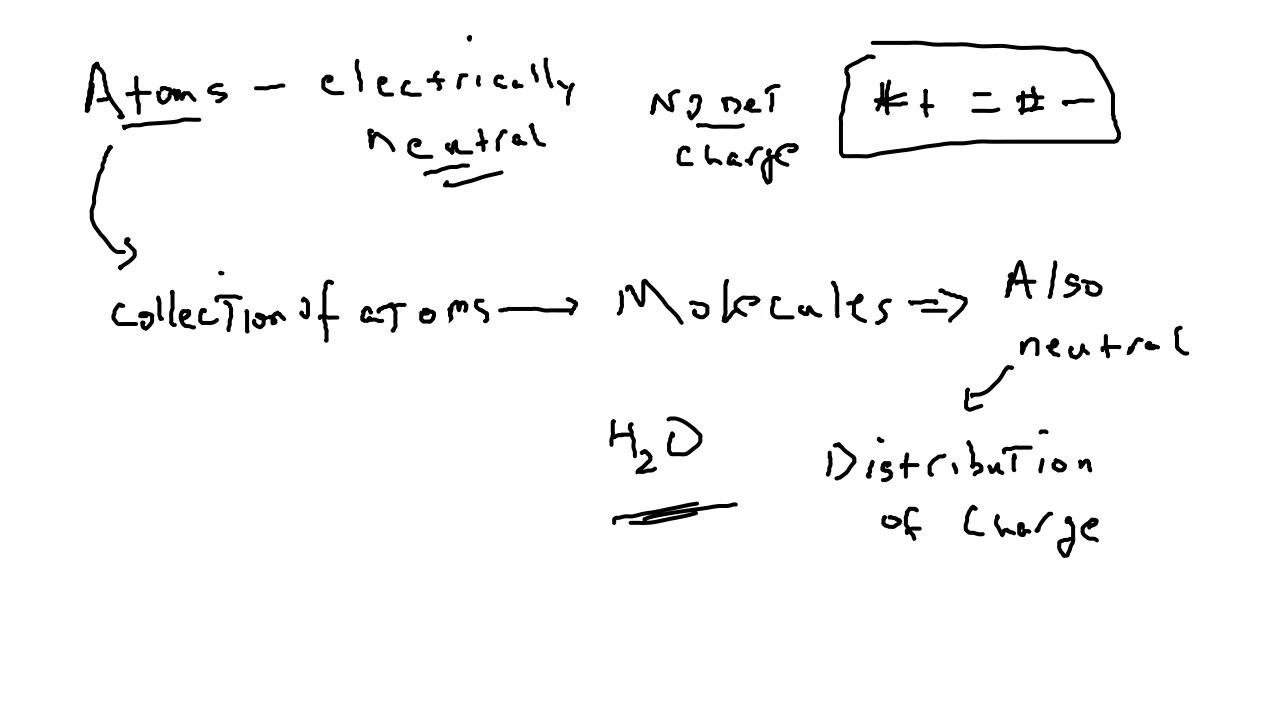 Atoms - electrically
neutral
No net
charge
#+ = #-
collection of atoms → Molecules ⇒ Also
neutral
H₂O
Distribution
of charge